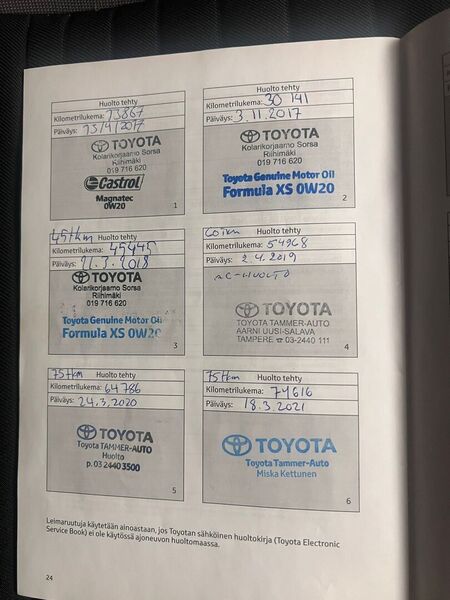 Huolto tehty
Kilometrilukema: 13867
Päiväys: 13/4/2017
TOYOTA
Kolarikorjaamo Sorsa
Riihimäki
019 716 620
Castrol
Magnatec
0W20
1
Huolto tehty
Kilometrilukema: 30 141
Päiväys: 3.11.2017
TOYOTA
Kolarikorjaamo Sorsa
Riihimäki
019 716 620
Toyota Genuine Motor Oil
Formula XS 0W20
2
45tkm Huolto tehty
Kilometrilukema: 45445
Päiväys: 21.3.2018
TOYOTA
Kolarikorjaamo Sorsa
Riihimäki
019 716 620
Toyota Genuine Motor Oil
Formula XS 0W20
3
60tkm Huolto tehty
Kilometrilukema: 54968
Päiväys: 2.4.2019
AC-HUOLTO
TOYOTA
TOYOTA TAMMER-AUTO
AARNI UUSI-SALAVA
TAMPERE ☎ 03-2440 111
4
75tkm Huolto tehty
Kilometrilukema: 64786
Päiväys: 24.3.2020
TOYOTA
Toyota TAMMER-AUTO
Huolto
p. 03 2440 3500
5
75tkm Huolto tehty
Kilometrilukema: 74616
Päiväys: 18.3.2021
TOYOTA
Toyota Tammer-Auto
Miska Kettunen
6
Leimaruutuja käytetään ainoastaan, jos Toyotan sähköinen huoltokirja (Toyota Electronic
Service Book) ei ole käytössä ajoneuvon huoltomaassa.
24